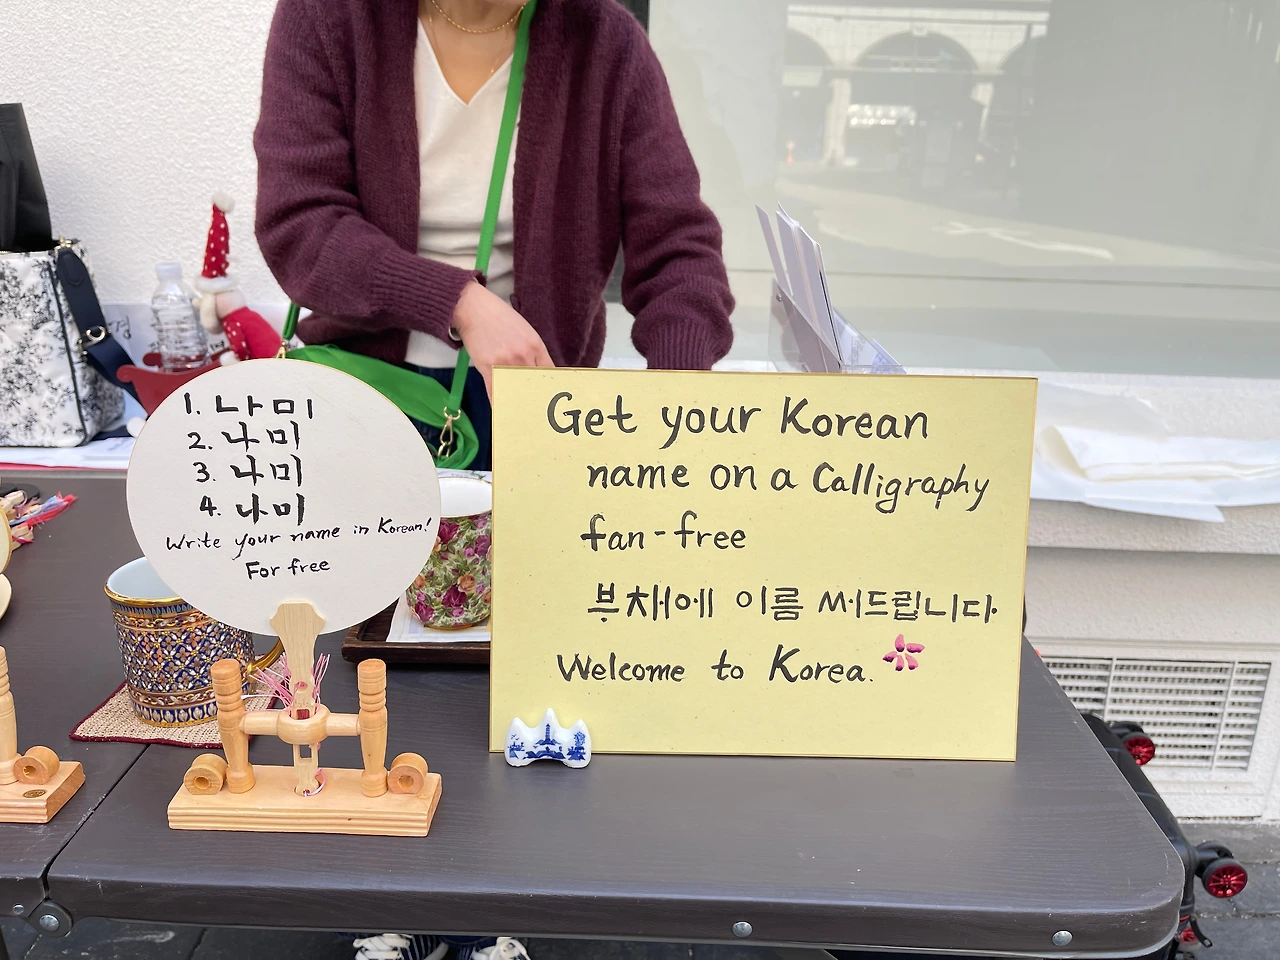 1. 나미
2. 나미
3. 나미
4. 나미
Write your name in Korean!
For free
Get your Korean
name on a Calligraphy
fan-free
부채에 이름 써드립니다.
Welcome to Korea.